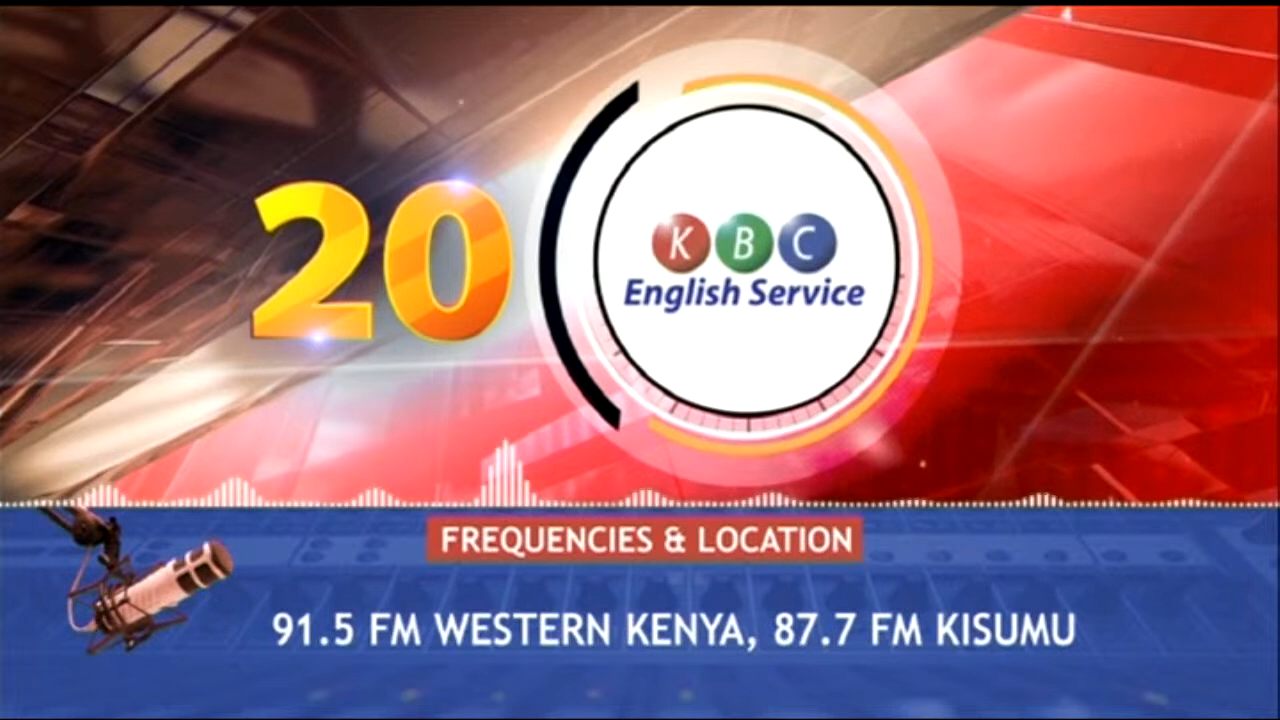 20
KBC
English Service
FREQUENCIES & LOCATION
91.5 FM WESTERN KENYA, 87.7 FM KISUMU